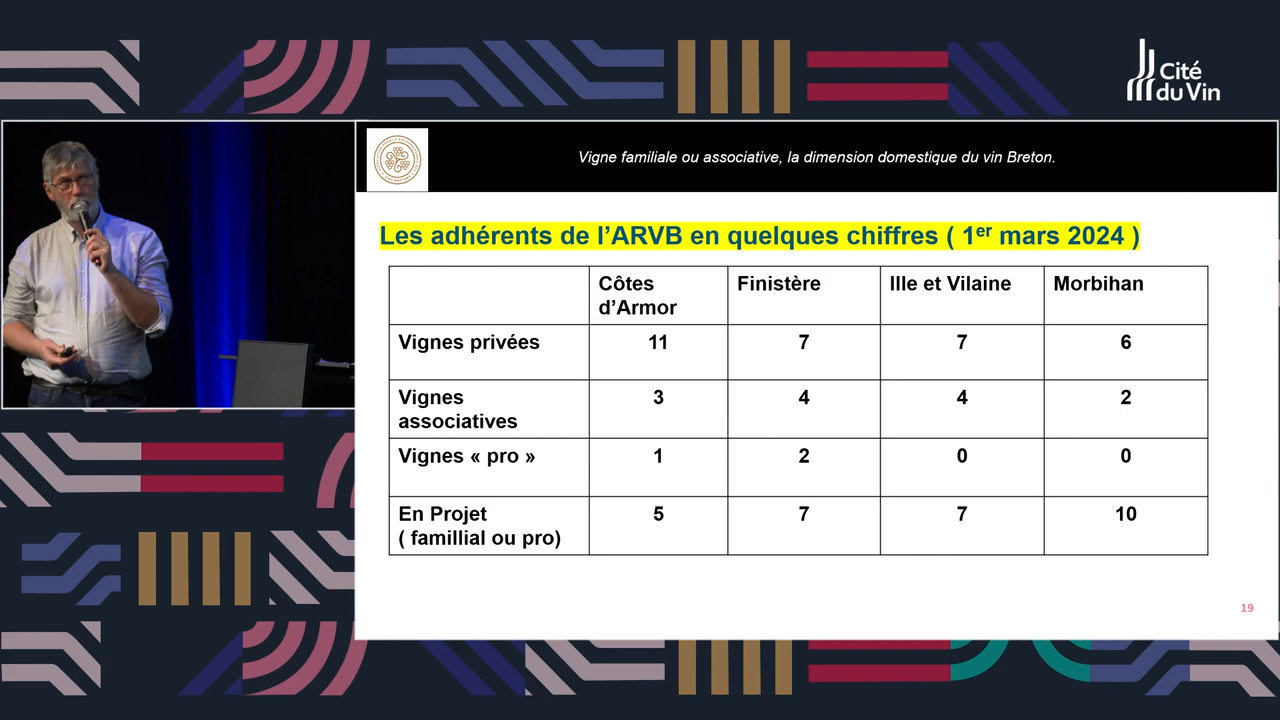 Cité
du Vin
Vigne familiale ou associative, la dimension domestique du vin Breton.
Les adhérents de l’ARVB en quelques chiffres ( 1er mars 2024 )
Côtes d’Armor Finistère Ille et Vilaine Morbihan
Vignes privées 11 7 7 6
Vignes associatives 3 4 4 2
Vignes « pro » 1 2 0 0
En Projet ( famillial ou pro) 5 7 7 10
19